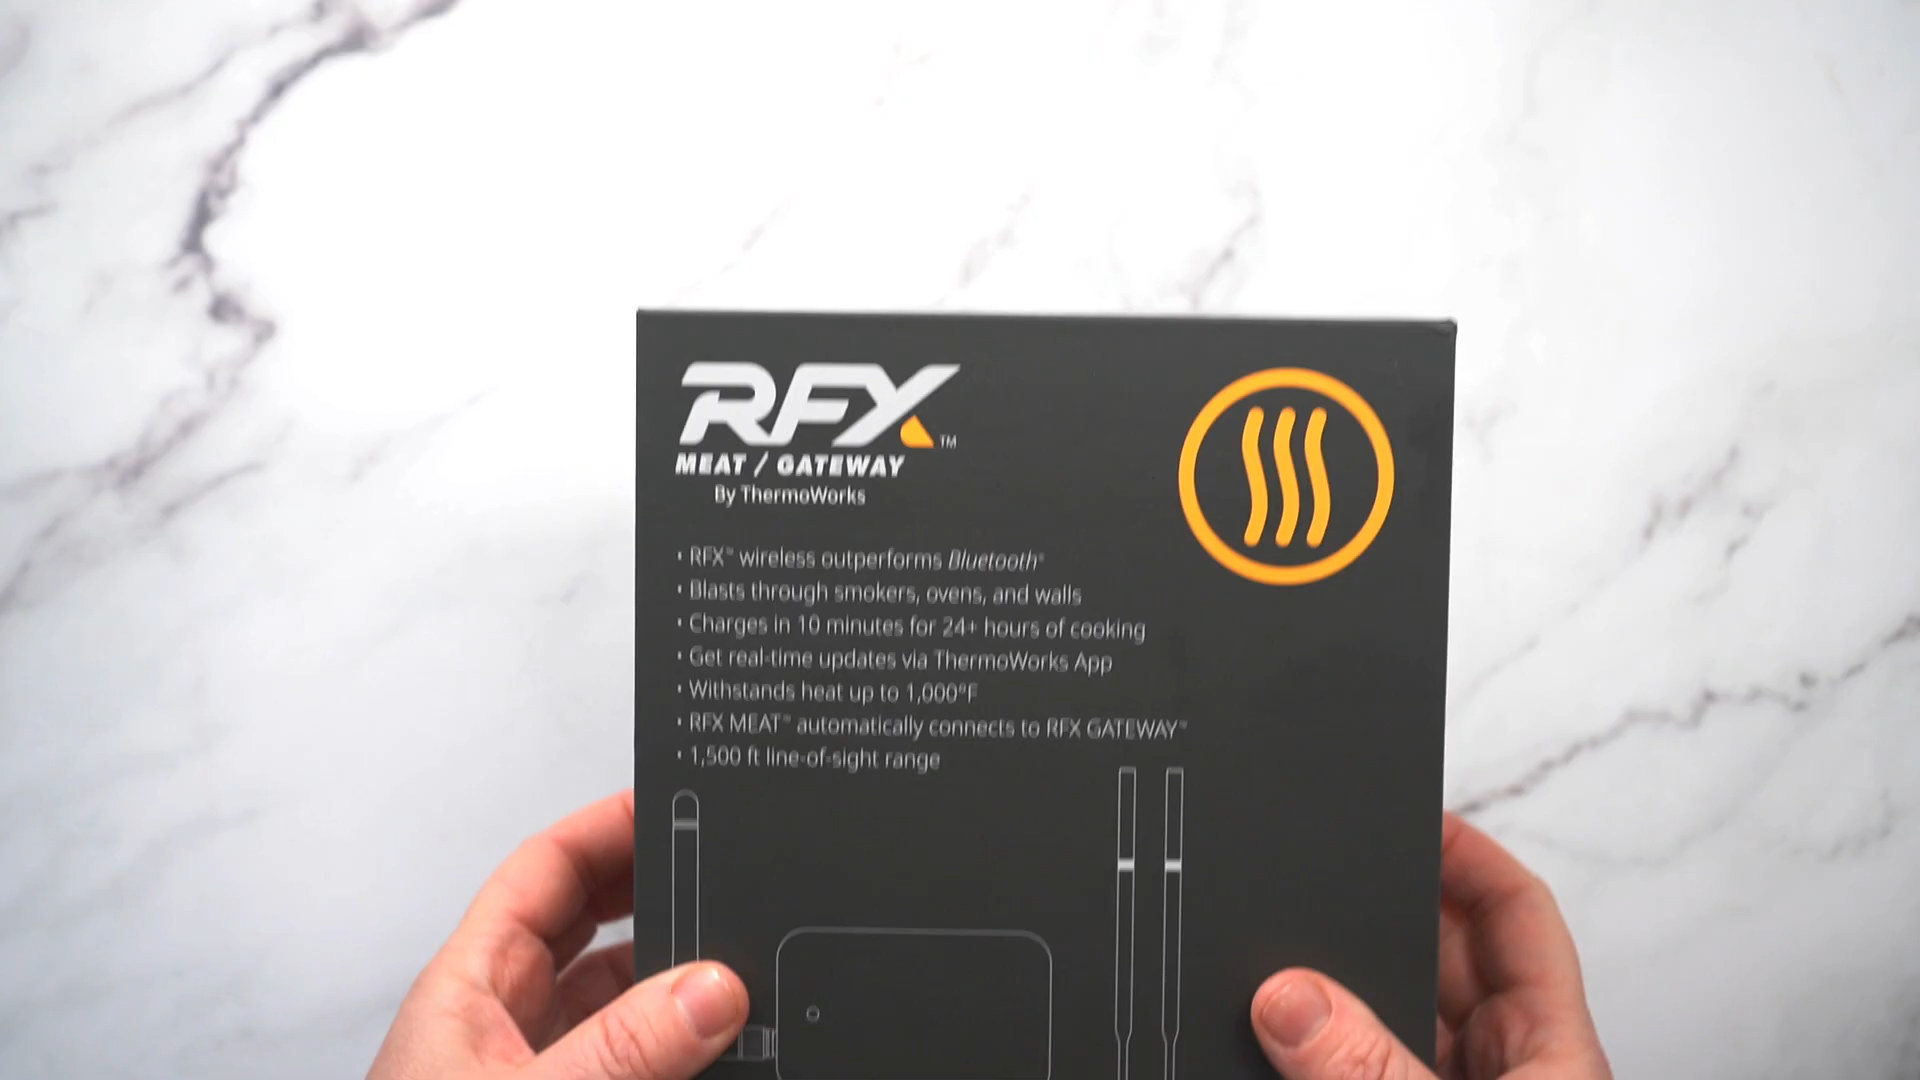 RFX™
MEAT / GATEWAY
By ThermoWorks
• RFX™ wireless outperforms Bluetooth®
• Blasts through smokers, ovens, and walls
• Charges in 10 minutes for 24+ hours of cooking
• Get real-time updates via ThermoWorks App
• Withstands heat up to 1,000°F
• RFX MEAT™ automatically connects to RFX GATEWAY™
• 1,500 ft line-of-sight range